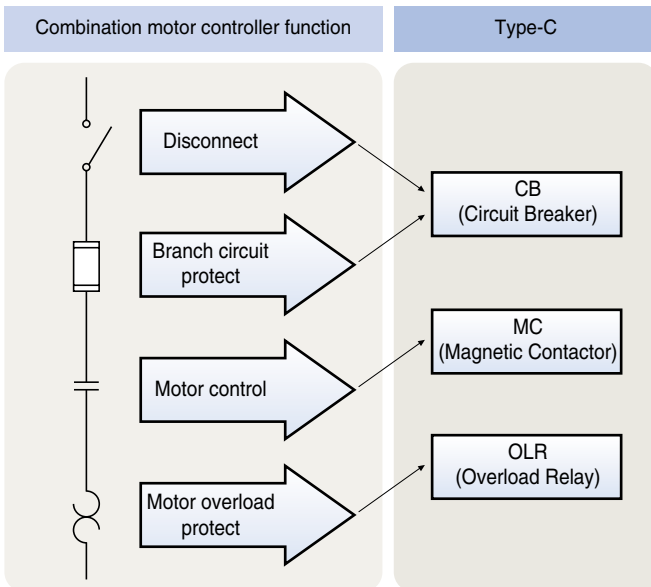 Combination motor controller function
Type-C
Disconnect
Branch circuit
protect
Motor control
Motor overload
protect
CB
(Circuit Breaker)
MC
(Magnetic Contactor)
OLR
(Overload Relay)